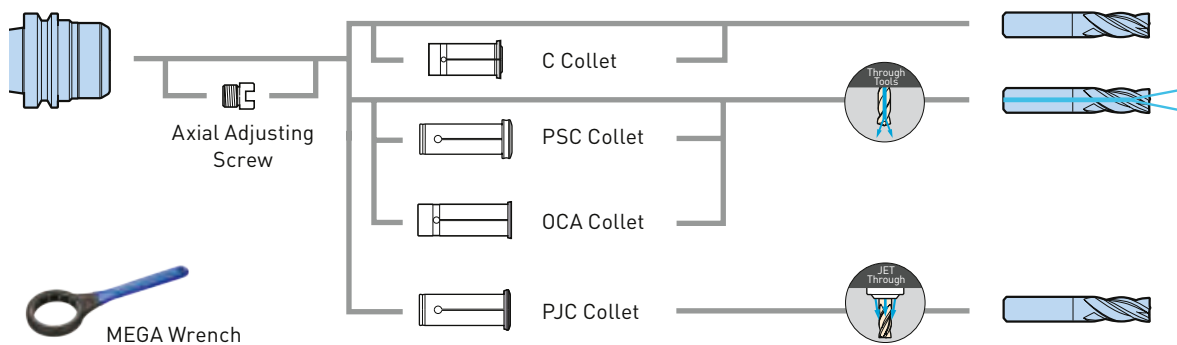 C Collet
Through
Tools
Axial Adjusting
Screw
PSC Collet
OCA Collet
JET
Through
PJC Collet
MEGA Wrench